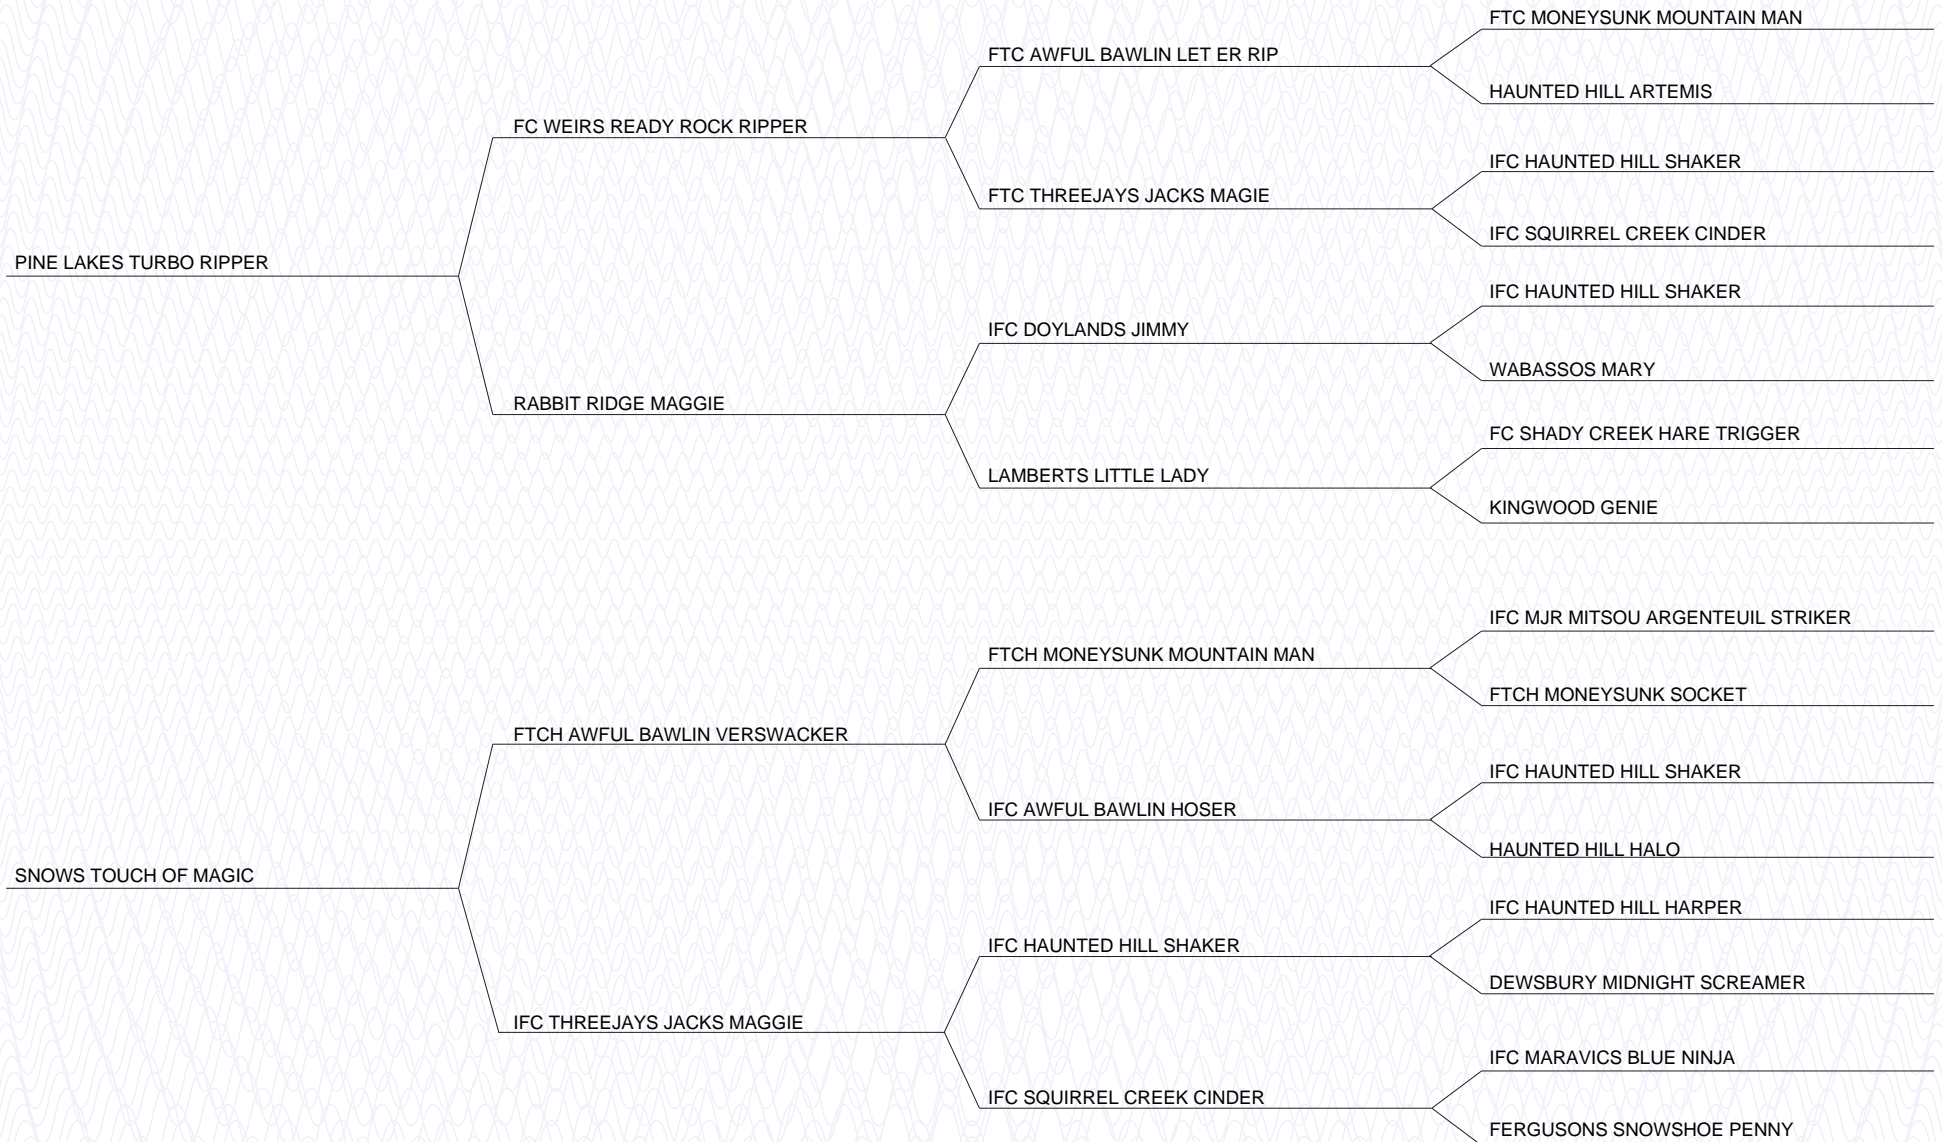 FTC MONEYSUNK MOUNTAIN MAN
FTC AWFUL BAWLIN LET ER RIP
HAUNTED HILL ARTEMIS
FC WEIRS READY ROCK RIPPER
IFC HAUNTED HILL SHAKER
FTC THREEJAYS JACKS MAGIE
IFC SQUIRREL CREEK CINDER
PINE LAKES TURBO RIPPER
IFC HAUNTED HILL SHAKER
IFC DOYLANDS JIMMY
WABASSOS MARY
RABBIT RIDGE MAGGIE
FC SHADY CREEK HARE TRIGGER
LAMBERTS LITTLE LADY
KINGWOOD GENIE
IFC MJR MITSOU ARGENTEUIL STRIKER
FTCH MONEYSUNK MOUNTAIN MAN
FTCH MONEYSUNK SOCKET
FTCH AWFUL BAWLIN VERSWACKER
IFC HAUNTED HILL SHAKER
IFC AWFUL BAWLIN HOSER
HAUNTED HILL HALO
SNOWS TOUCH OF MAGIC
IFC HAUNTED HILL HARPER
IFC HAUNTED HILL SHAKER
DEWSBURY MIDNIGHT SCREAMER
IFC THREEJAYS JACKS MAGGIE
IFC MARAVICS BLUE NINJA
IFC SQUIRREL CREEK CINDER
FERGUSONS SNOWSHOE PENNY